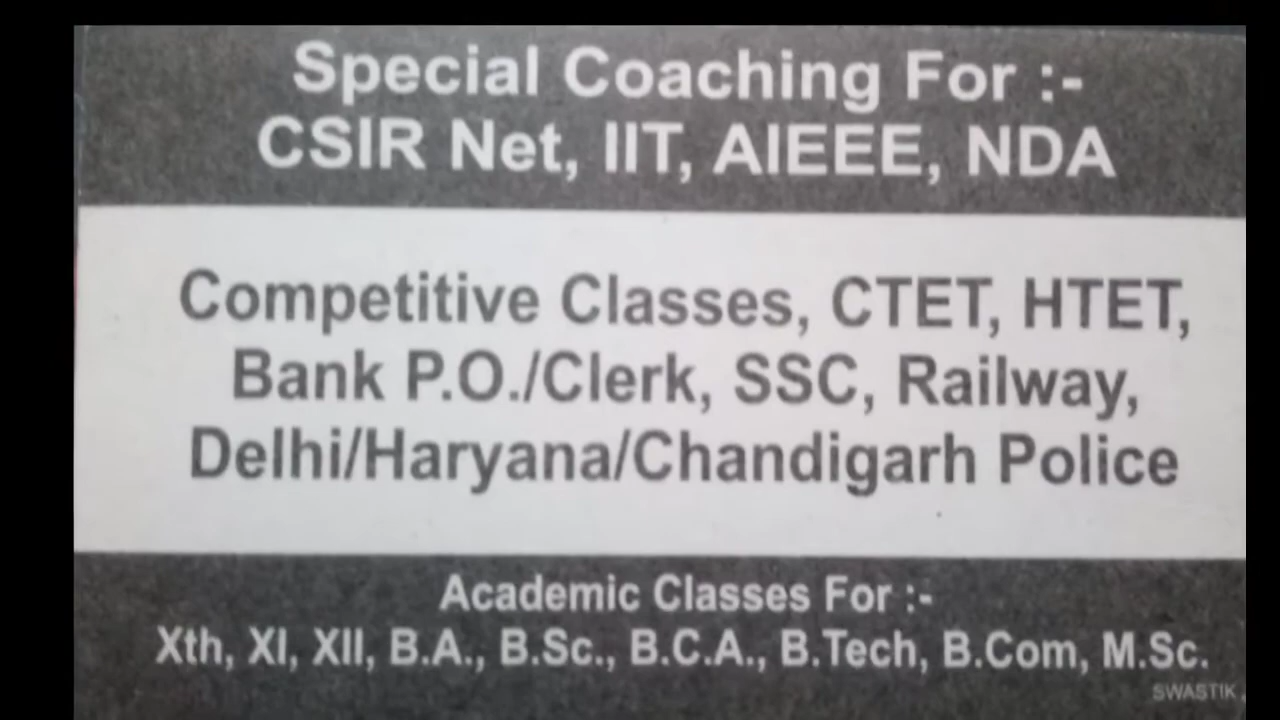 Special Coaching For :-
CSIR Net, IIT, AIEEE, NDA
Competitive Classes, CTET, HTET,
Bank P.O./Clerk, SSC, Railway,
Delhi/Haryana/Chandigarh Police
Academic Classes For :-
Xth, XI, XII, B.A., B.Sc., B.C.A., B.Tech, B.Com, M.Sc.
SWASTIK